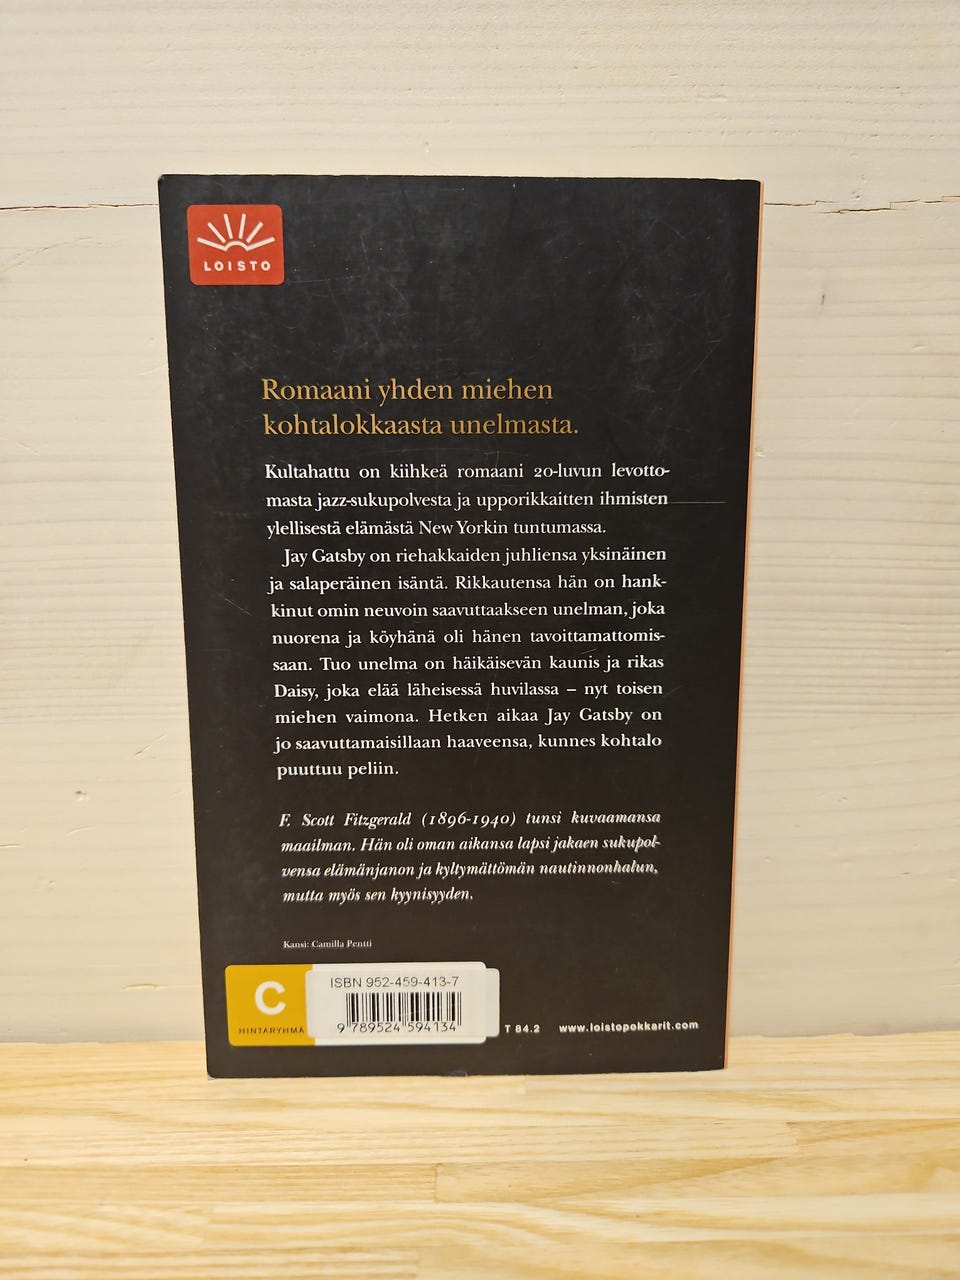 LOISTO
Romaani yhden miehen
kohtalokkaasta unelmasta.
Kultahattu on kiihkeä romaani 20-luvun levotto-
masta jazz-sukupolvesta ja upporikkaitten ihmisten
ylellisestä elämästä New Yorkin tuntumassa.
Jay Gatsby on riehakkaiden juhliensa yksinäinen
ja salaperäinen isäntä. Rikkautensa hän on hank-
kinut omin neuvoin saavuttaakseen unelman, joka
nuorena ja köyhänä oli hänen tavoittamattomis-
saan. Tuo unelma on häikäisevän kaunis ja rikas
Daisy, joka elää läheisessä huvilassa – nyt toisen
miehen vaimona. Hetken aikaa Jay Gatsby on
jo saavuttamaisillaan haaveensa, kunnes kohtalo
puuttuu peliin.
F. Scott Fitzgerald (1896-1940) tunsi kuvaamansa
maailman. Hän oli oman aikansa lapsi jakaen sukupol-
vensa elämänjanon ja kyltymättömän nautinnonhalun,
mutta myös sen kyynisyyden.
Kansi: Camilla Pentti
C
HINTARYHMÄ
ISBN 952-459-413-7
9 789524 594134
T 84.2 www.loistopokkarit.com